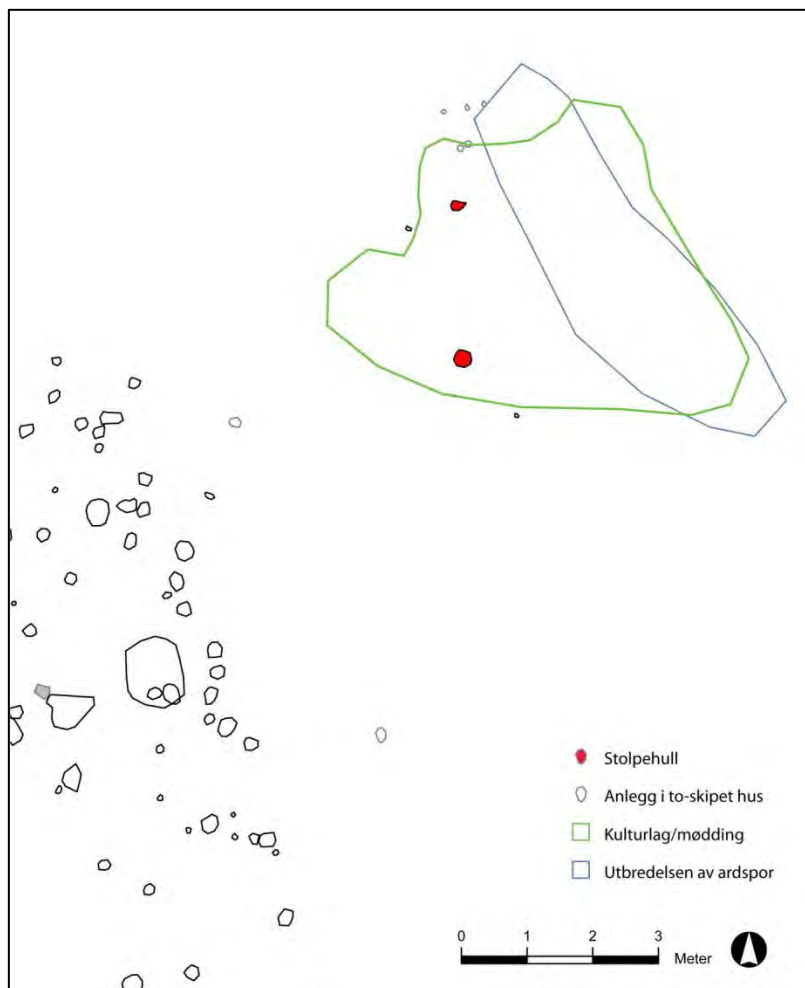 Stolpehull
Anlegg i to-skipet hus
Kulturlag/mødding
Utbredelsen av ardspor
0 1 2 3
Meter